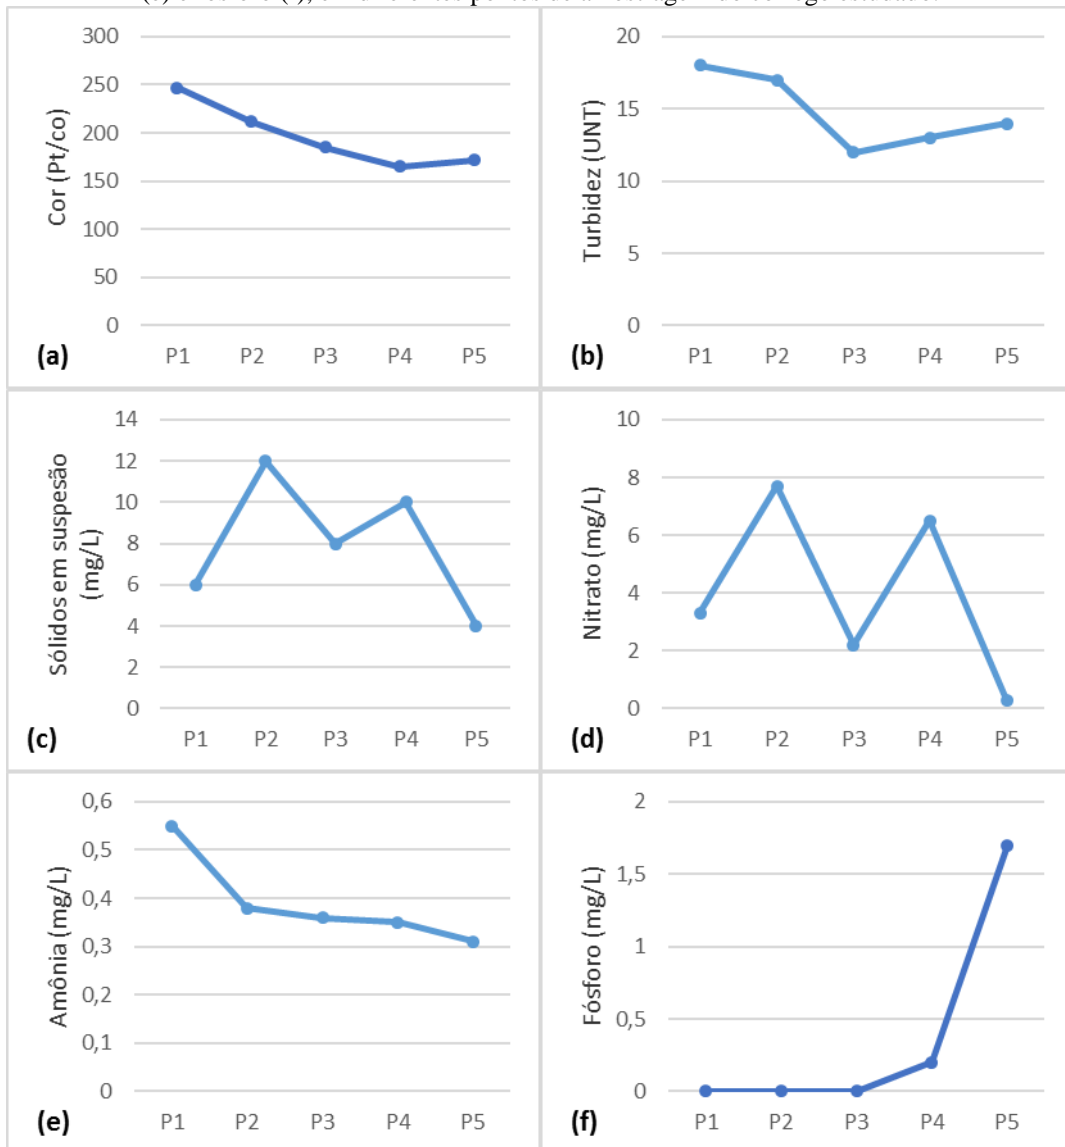 300
250
200
150
100
50
0
Cor (Pt/co)
P1 P2 P3 P4 P5
(a)
20
15
10
5
0
Turbidez (UNT)
P1 P2 P3 P4 P5
(b)
14
12
10
8
6
4
2
0
Sólidos em suspesão
(mg/L)
P1 P2 P3 P4 P5
(c)
10
8
6
4
2
0
Nitrato (mg/L)
P1 P2 P3 P4 P5
(d)
0,6
0,5
0,4
0,3
0,2
0,1
0
Amônia (mg/L)
P1 P2 P3 P4 P5
(e)
2
1,5
1
0,5
0
Fósforo (mg/L)
P1 P2 P3 P4 P5
(f)